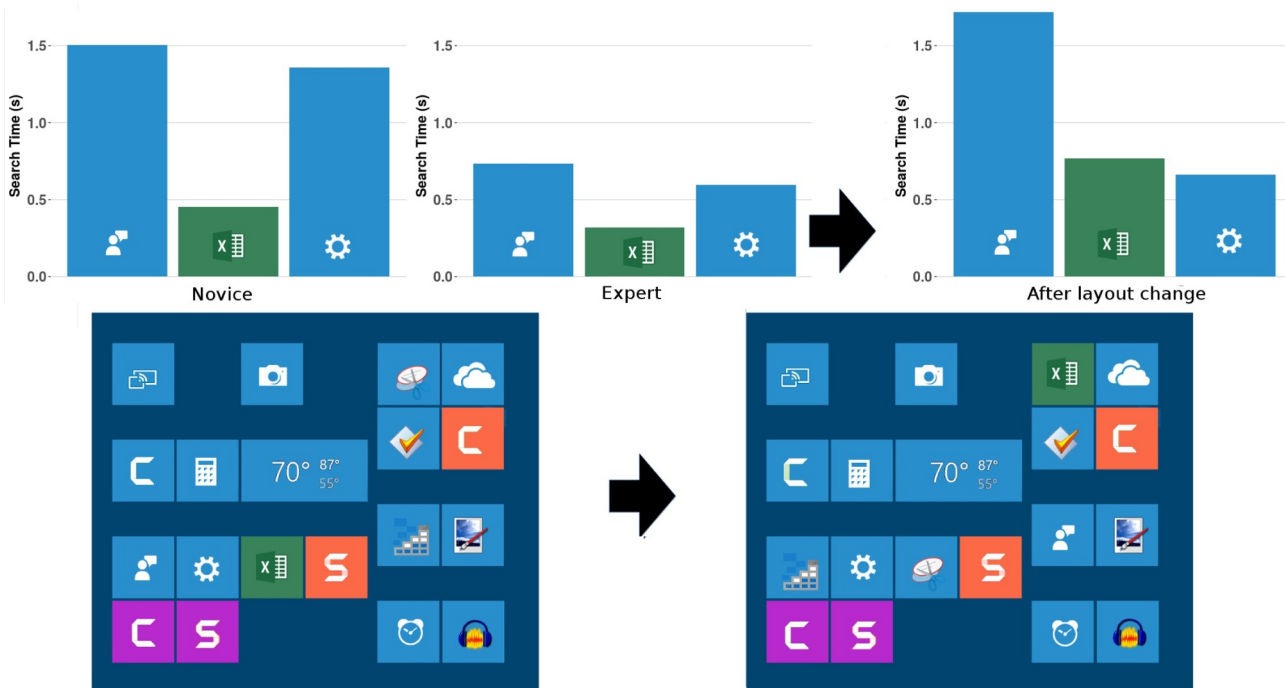 Search Time (s)
1.5
1.0
0.5
0.0
X
Novice
Search Time (s)
1.5
1.0
0.5
0.0
X
Expert
Search Time (s)
1.5
1.0
0.5
0.0
X
After layout change
C
C
70° 87°
55°
X
S
C
S
X
C
C
70° 87°
55°
S
C
S